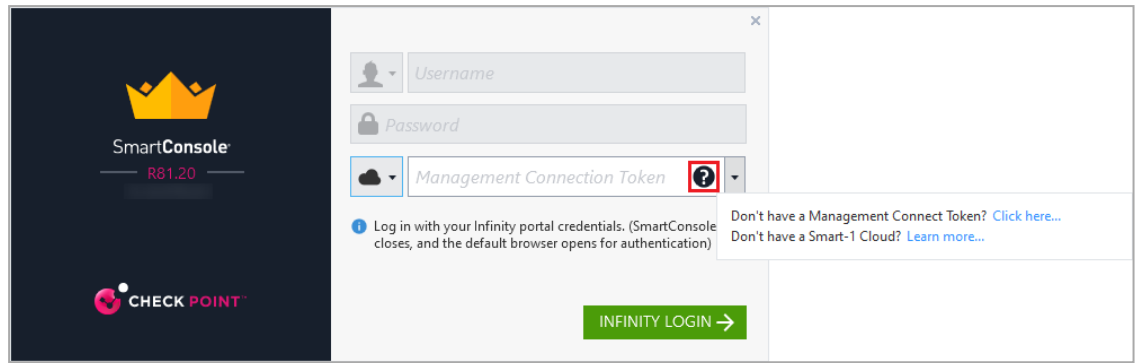 SmartConsole
R81.20
CHECK POINT
Username
Password
Management Connection Token
Log in with your Infinity portal credentials. (SmartConsole
closes, and the default browser opens for authentication)
Don't have a Management Connect Token? Click here...
Don't have a Smart-1 Cloud? Learn more...
INFINITY LOGIN